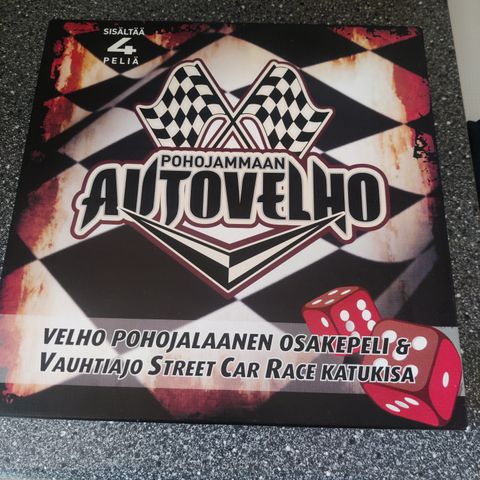 SISÄLTÄÄ
4
PELIÄ
POHOJAMMAAN
AUTOVELHO
VELHO POHOJALAANEN OSAKEPELI &
VAUHTIAJO STREET CAR RACE KATUKISA